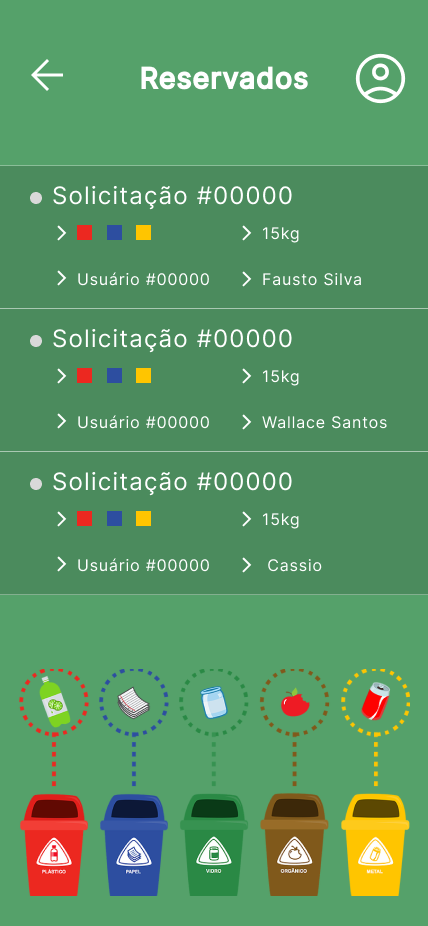 Reservados
Solicitação #00000
15kg
Usuário #00000 Fausto Silva
Solicitação #00000
15kg
Usuário #00000 Wallace Santos
Solicitação #00000
15kg
Usuário #00000 Cassio
PLÁSTICO PAPEL VIDRO ORGÂNICO METAL